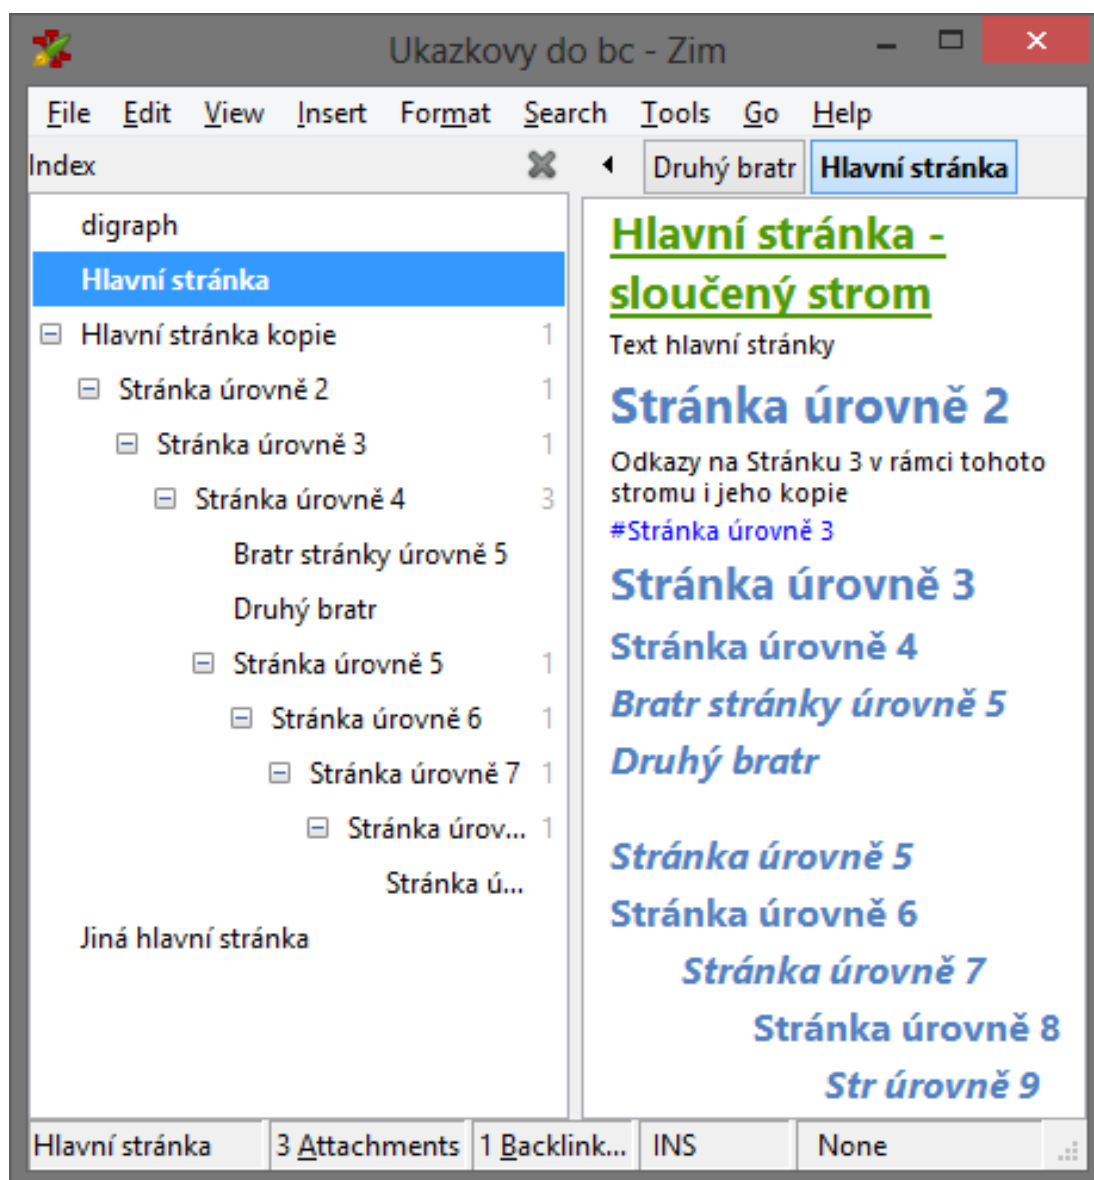 Ukazkovy do bc - Zim
File Edit View Insert Format Search Tools Go Help
Index
Druhý bratr Hlavní stránka
digraph
Hlavní stránka
Hlavní stránka kopie 1
Stránka úrovně 2 1
Stránka úrovně 3 1
Stránka úrovně 4 3
Bratr stránky úrovně 5
Druhý bratr
Stránka úrovně 5 1
Stránka úrovně 6 1
Stránka úrovně 7 1
Stránka úrov... 1
Stránka ú...
Jiná hlavní stránka
Hlavní stránka -
sloučený strom
Text hlavní stránky
Stránka úrovně 2
Odkazy na Stránku 3 v rámci tohoto
stromu i jeho kopie
#Stránka úrovně 3
Stránka úrovně 3
Stránka úrovně 4
Bratr stránky úrovně 5
Druhý bratr
Stránka úrovně 5
Stránka úrovně 6
Stránka úrovně 7
Stránka úrovně 8
Str úrovně 9
Hlavní stránka 3 Attachments 1 Backlink... INS None